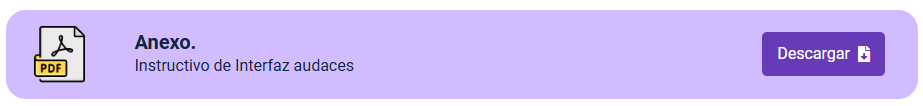 PDF
Anexo.
Instructivo de Interfaz audaces
Descargar